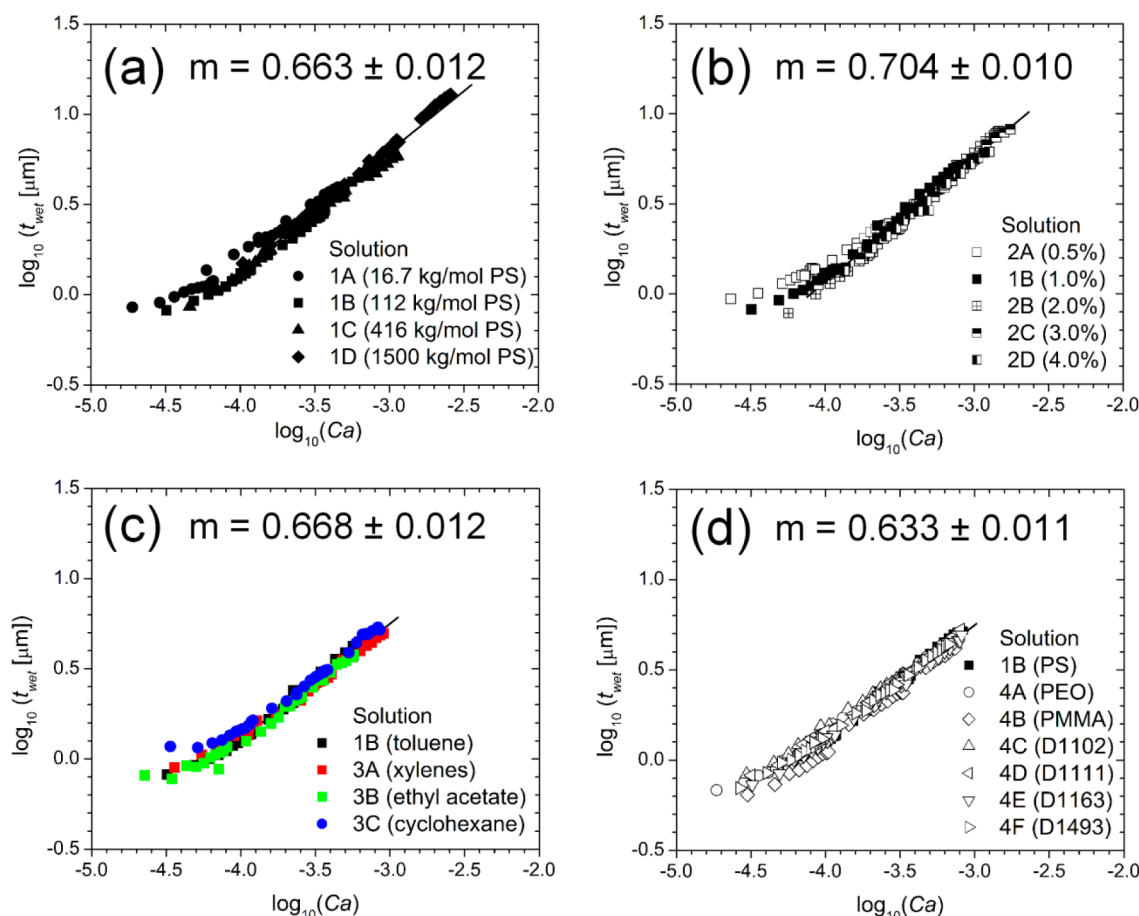 (a) m = 0.663 ± 0.012
log10 (t_wet [μm])
1.5
1.0
0.5
0.0
-0.5
Solution
1A (16.7 kg/mol PS)
1B (112 kg/mol PS)
1C (416 kg/mol PS)
1D (1500 kg/mol PS)
-5.0 -4.5 -4.0 -3.5 -3.0 -2.5 -2.0
log10(Ca)
(b) m = 0.704 ± 0.010
log10 (t_wet [μm])
1.5
1.0
0.5
0.0
-0.5
Solution
2A (0.5%)
1B (1.0%)
2B (2.0%)
2C (3.0%)
2D (4.0%)
-5.0 -4.5 -4.0 -3.5 -3.0 -2.5 -2.0
log10(Ca)
(c) m = 0.668 ± 0.012
log10 (t_wet [μm])
1.5
1.0
0.5
0.0
-0.5
Solution
1B (toluene)
3A (xylenes)
3B (ethyl acetate)
3C (cyclohexane)
-5.0 -4.5 -4.0 -3.5 -3.0 -2.5 -2.0
log10(Ca)
(d) m = 0.633 ± 0.011
log10 (t_wet [μm])
1.5
1.0
0.5
0.0
-0.5
Solution
1B (PS)
4A (PEO)
4B (PMMA)
4C (D1102)
4D (D1111)
4E (D1163)
4F (D1493)
-5.0 -4.5 -4.0 -3.5 -3.0 -2.5 -2.0
log10(Ca)